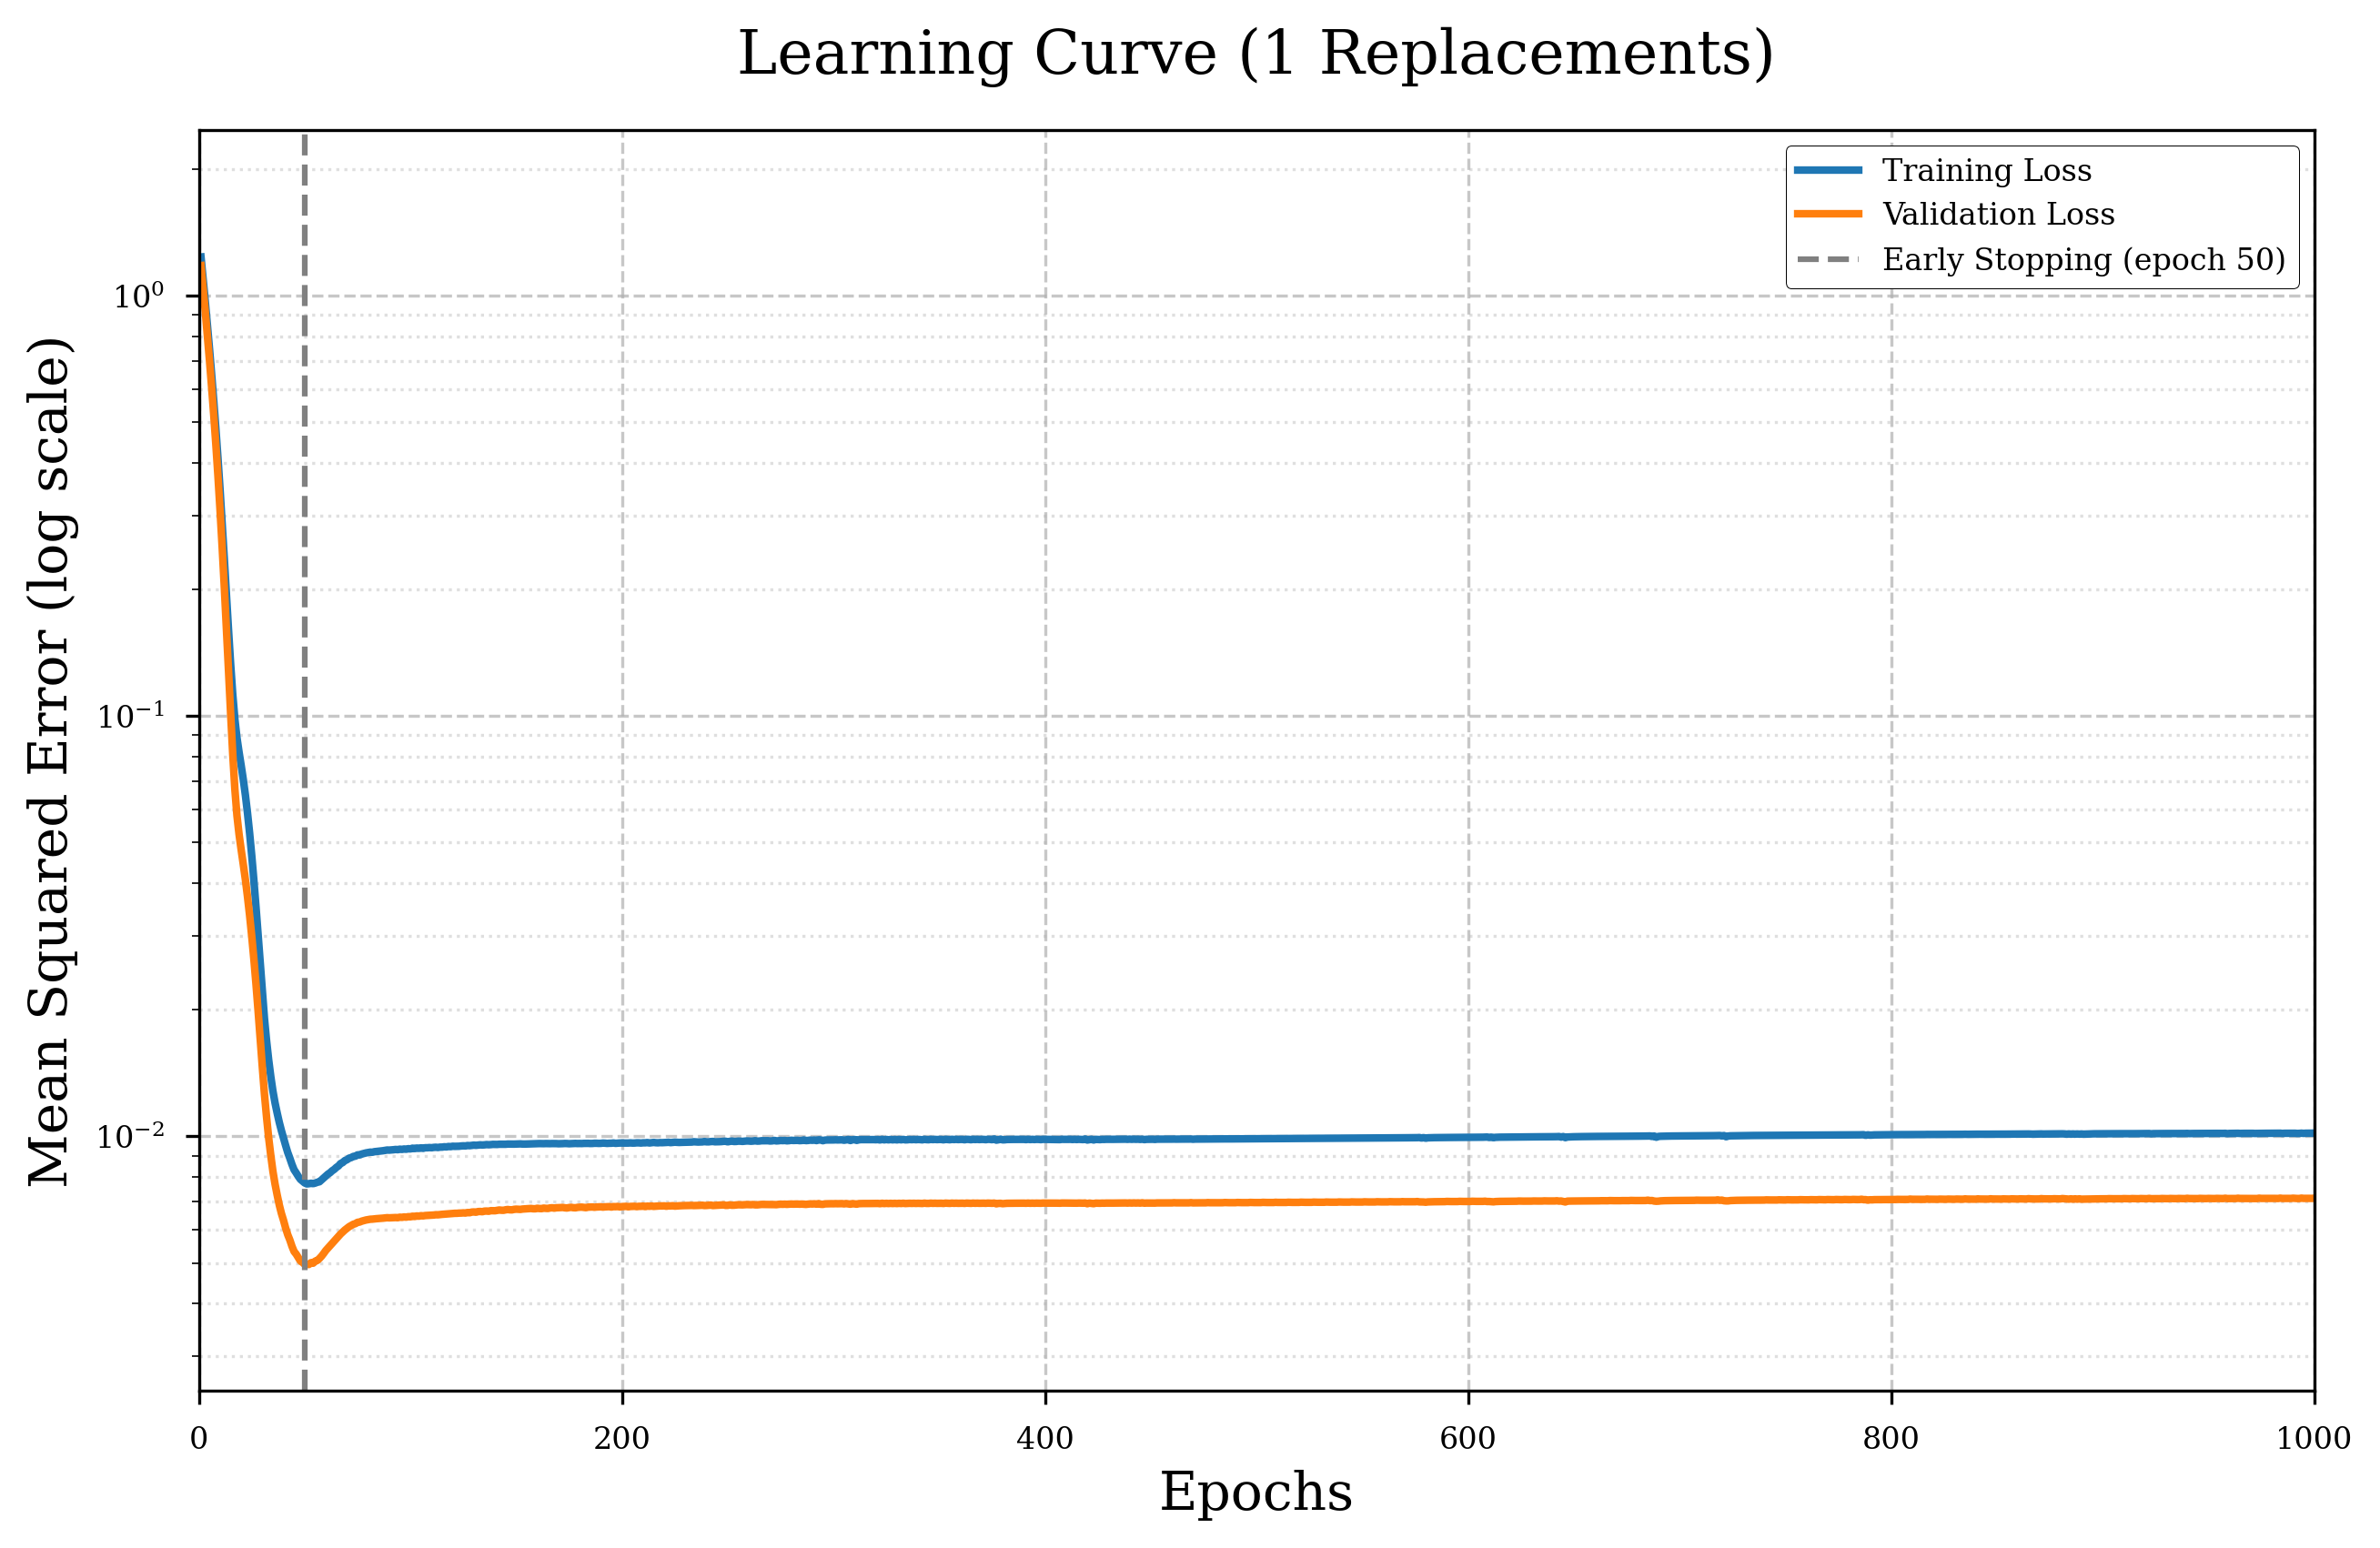 Learning Curve (1 Replacements)
Training Loss
Validation Loss
Early Stopping (epoch 50)
Mean Squared Error (log scale)
10⁰
10⁻¹
10⁻²
0 200 400 600 800 1000
Epochs